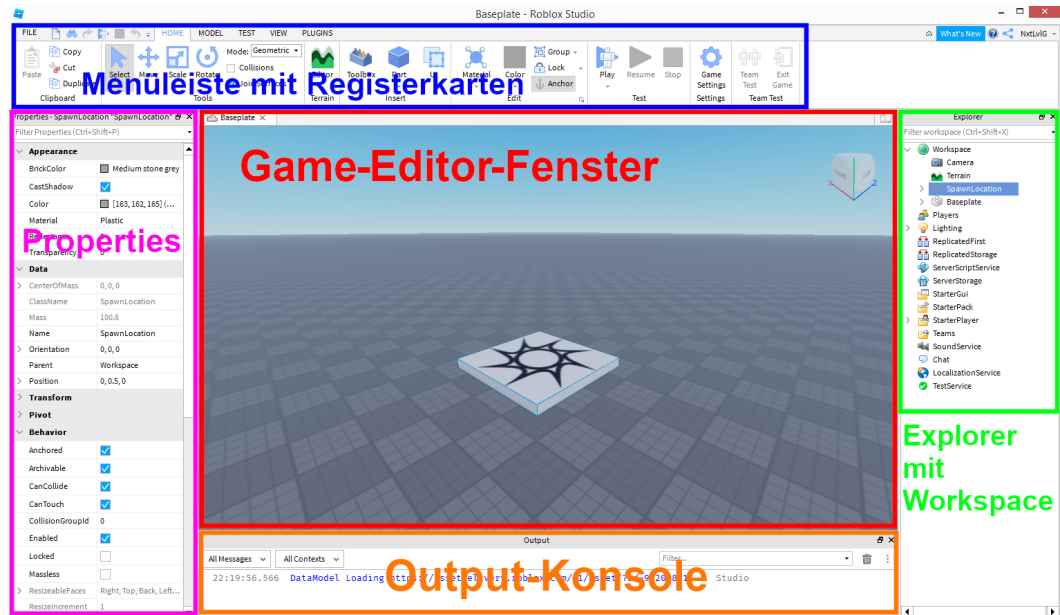 Baseplate - Roblox Studio
FILE HOME MODEL TEST VIEW PLUGINS What's New NxtLvlG
Paste Copy Cut Duplicate
Select Move Scale Rotate
Mode: Geometric Collisions Join Surfaces
Editor Toolbox Part UI Material Color Group Lock Anchor
Play Resume Stop Game Settings Team Test Exit Game
Clipboard Tools Terrain Insert Edit Test Settings Team Test
Menüleiste mit Registerkarten
Properties - SpawnLocation "SpawnLocation"
Filter Properties (Ctrl+Shift+P)
Appearance
BrickColor Medium stone grey
CastShadow
Color [163, 162, 165] (...
Material Plastic
Transparency 0
Properties
Data
CenterOfMass 0, 0, 0
ClassName SpawnLocation
Mass 100.8
Name SpawnLocation
Orientation 0, 0, 0
Parent Workspace
Position 0, 0.5, 0
Transform
Pivot
Behavior
Anchored
Archivable
CanCollide
CanTouch
CollisionGroupId 0
Enabled
Locked
Massless
ResizeableFaces Right, Top, Back, Left...
ResizeIncrement 1
Baseplate
Game-Editor-Fenster
X Z
Output
All Messages All Contexts Filter...
22:19:56.566 DataModel Loading Studio
Output-Konsole
Explorer
Filter workspace (Ctrl+Shift+X)
Workspace
Camera
Terrain
SpawnLocation
Baseplate
Players
Lighting
ReplicatedFirst
ReplicatedStorage
ServerScriptService
ServerStorage
StarterGui
StarterPack
StarterPlayer
Teams
SoundService
Chat
LocalizationService
TestService
Explorer
mit
Workspace